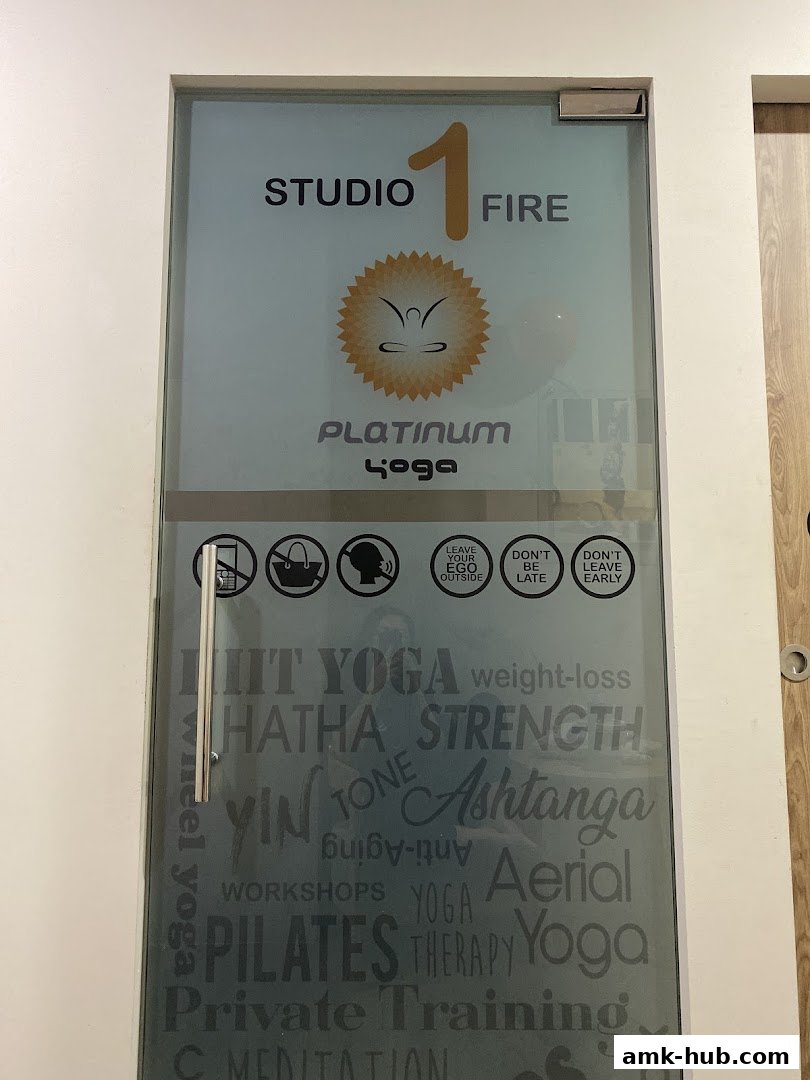 STUDIO 1 FIRE
PLATINUM
yoga
LEAVE
YOUR
EGO
OUTSIDE
DON'T
BE
LATE
DON'T
LEAVE
EARLY
HIIT YOGA weight-loss
HATHA STRENGTH
Wheel yoga
YIN TONE Ashtanga
Anti-Aging
WORKSHOPS
YOGA
THERAPY
Aerial
Yoga
PILATES
Private Training
MEDITATION
amk-hub.com